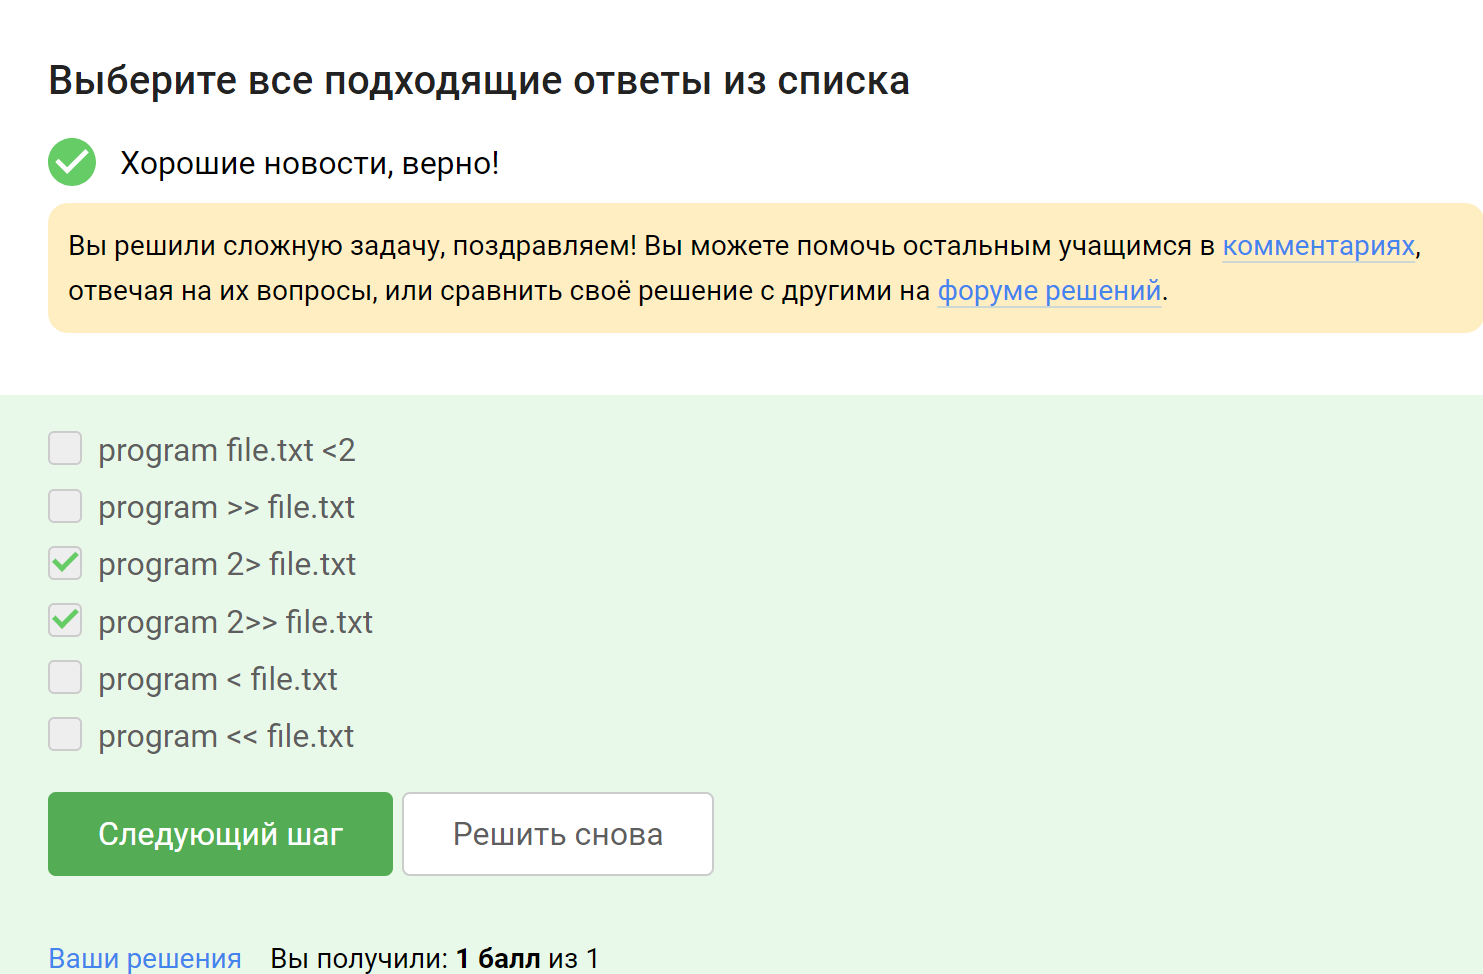 Выберите все подходящие ответы из списка
Хорошие новости, верно!
Вы решили сложную задачу, поздравляем! Вы можете помочь остальным учащимся в комментариях,
отвечая на их вопросы, или сравнить своё решение с другими на форуме решений.
program file.txt <2
program >> file.txt
program 2> file.txt
program 2>> file.txt
program < file.txt
program << file.txt
Следующий шаг Решить снова
Ваши решения Вы получили: 1 балл из 1